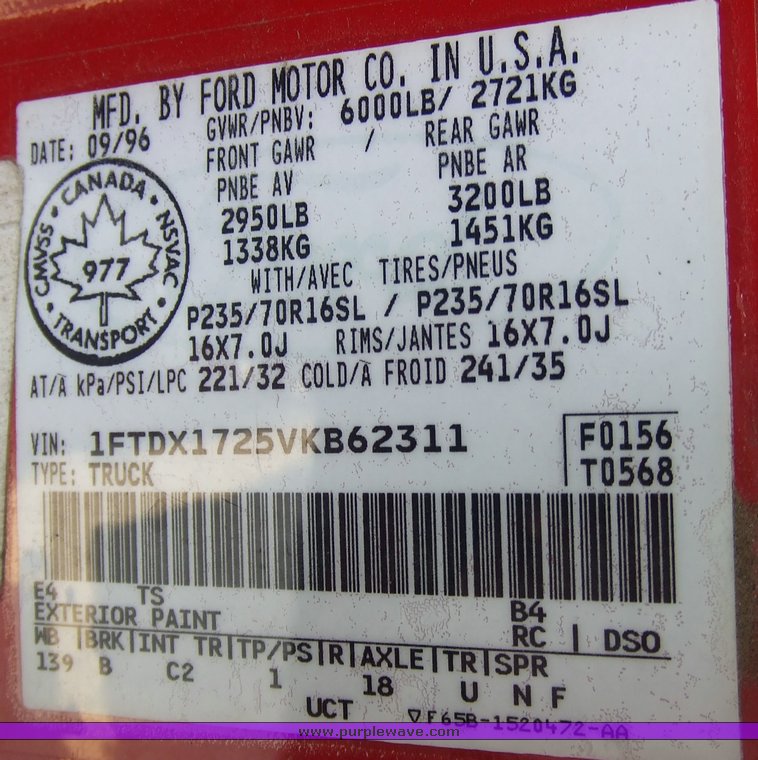 MFD. BY FORD MOTOR CO. IN U.S.A.
DATE: 09/96
GVWR/PNBV: 6000LB/ 2721KG
FRONT GAWR / REAR GAWR
PNBE AV PNBE AR
2950LB 3200LB
1338KG 1451KG
WITH/AVEC TIRES/PNEUS
P235/70R16SL / P235/70R16SL
16X7.0J RIMS/JANTES 16X7.0J
AT/À kPa/PSI/LPC 221/32 COLD/À FROID 241/35
CMVSS • CANADA • NSVAC • TRANSPORT •
977
VIN: 1FTDX1725VKB62311
F0156
TYPE: TRUCK
T0568
E4 TS B4
EXTERIOR PAINT RC | DSO
WB |BRK|INT TR|TP/PS|R|AXLE|TR|SPR
139 B C2 1 18 U N F
UCT ▽F65B-1520472-AA
www.purplewave.com